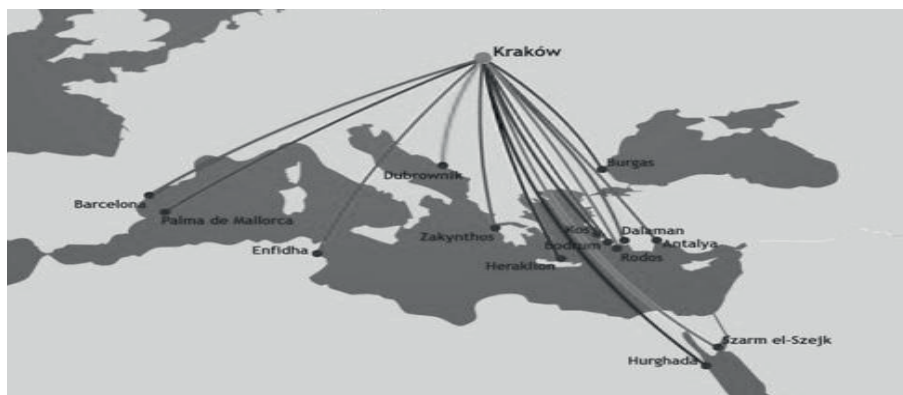 Kraków
Burgas
Dubrownik
Barcelona
Palma de Mallorca
Zakynthos
Kos
Dalaman
Enfidha
Bodrum
Antalya
Rodos
Heraklion
Szarm el-Szejk
Hurghada